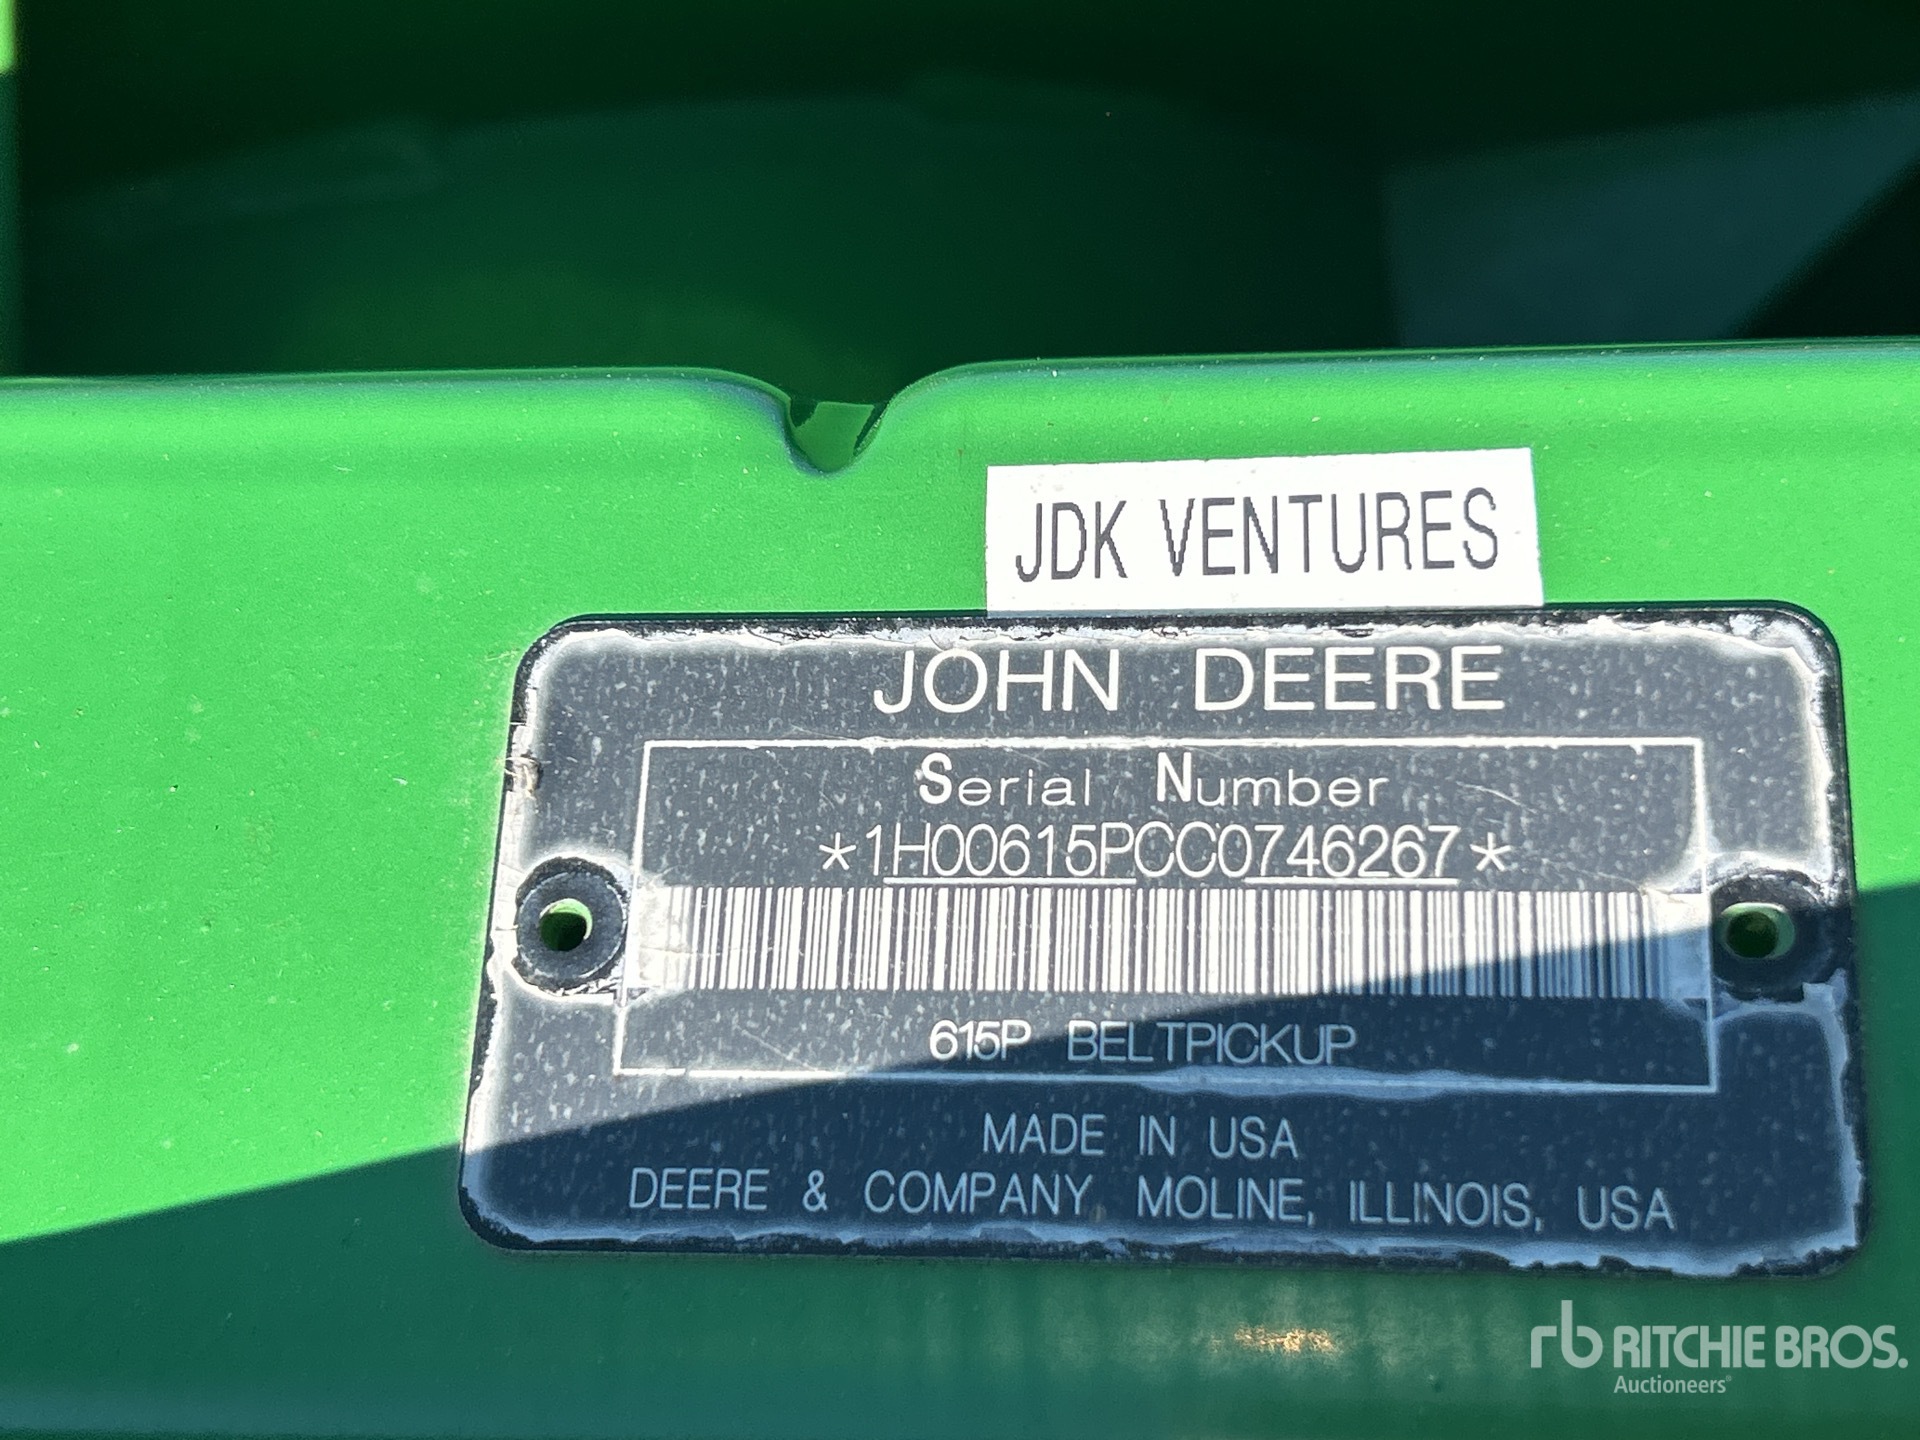 JDK VENTURES
JOHN DEERE
Serial Number
*1H00615PCC0746267*
615P BELTPICKUP
MADE IN USA
DEERE & COMPANY MOLINE, ILLINOIS, USA
rb RITCHIE BROS.
Auctioneers®